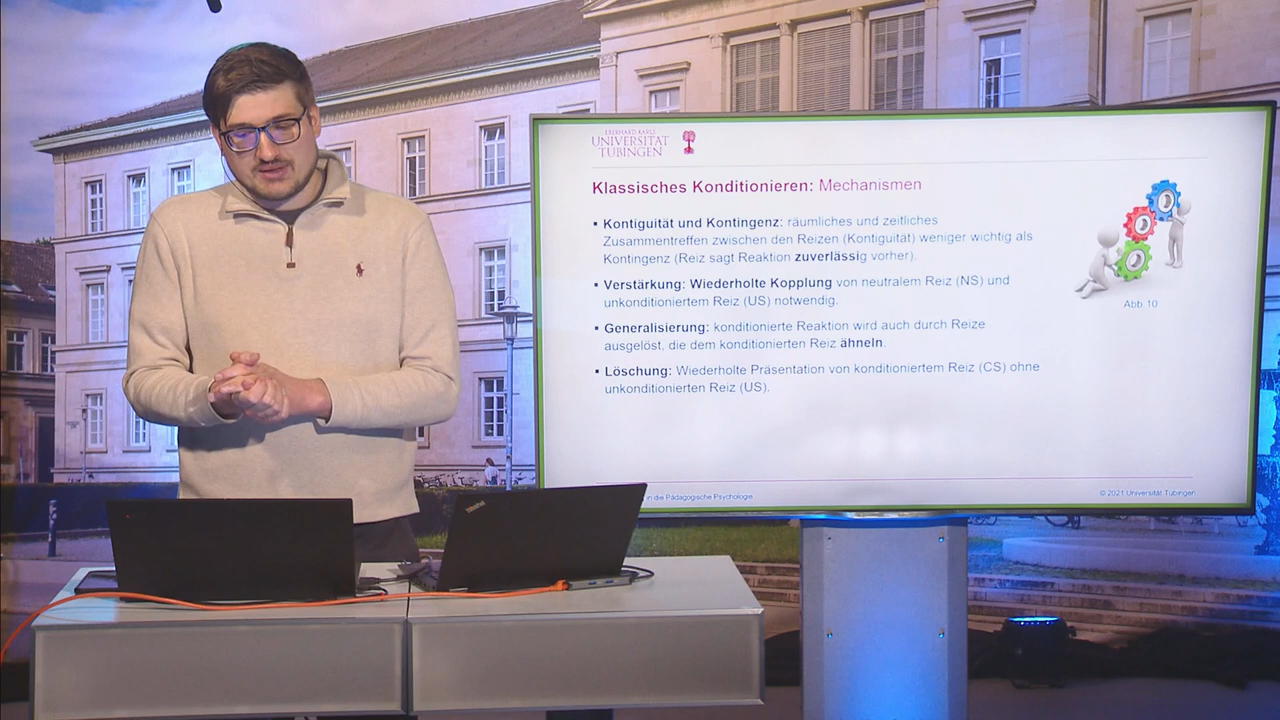 EBERHARD KARLS
UNIVERSITÄT
TÜBINGEN
Klassisches Konditionieren: Mechanismen
▪ Kontiguität und Kontingenz: räumliches und zeitliches
Zusammentreffen zwischen den Reizen (Kontiguität) weniger wichtig als
Kontingenz (Reiz sagt Reaktion zuverlässig vorher).
▪ Verstärkung: Wiederholte Kopplung von neutralem Reiz (NS) und
unkonditioniertem Reiz (US) notwendig.
▪ Generalisierung: konditionierte Reaktion wird auch durch Reize
ausgelöst, die dem konditionierten Reiz ähneln.
▪ Löschung: Wiederholte Präsentation von konditioniertem Reiz (CS) ohne
unkonditionierten Reiz (US).
Abb.10
in die Pädagogische Psychologie
© 2021 Universität Tübingen
ThinkPad